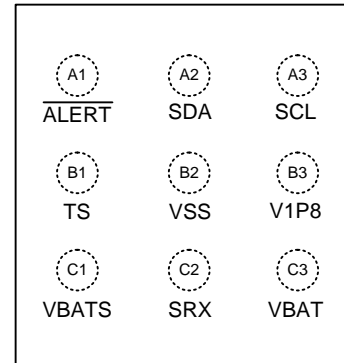 A1 A2 A3
ALERT SDA SCL
B1 B2 B3
TS VSS V1P8
C1 C2 C3
VBATS SRX VBAT